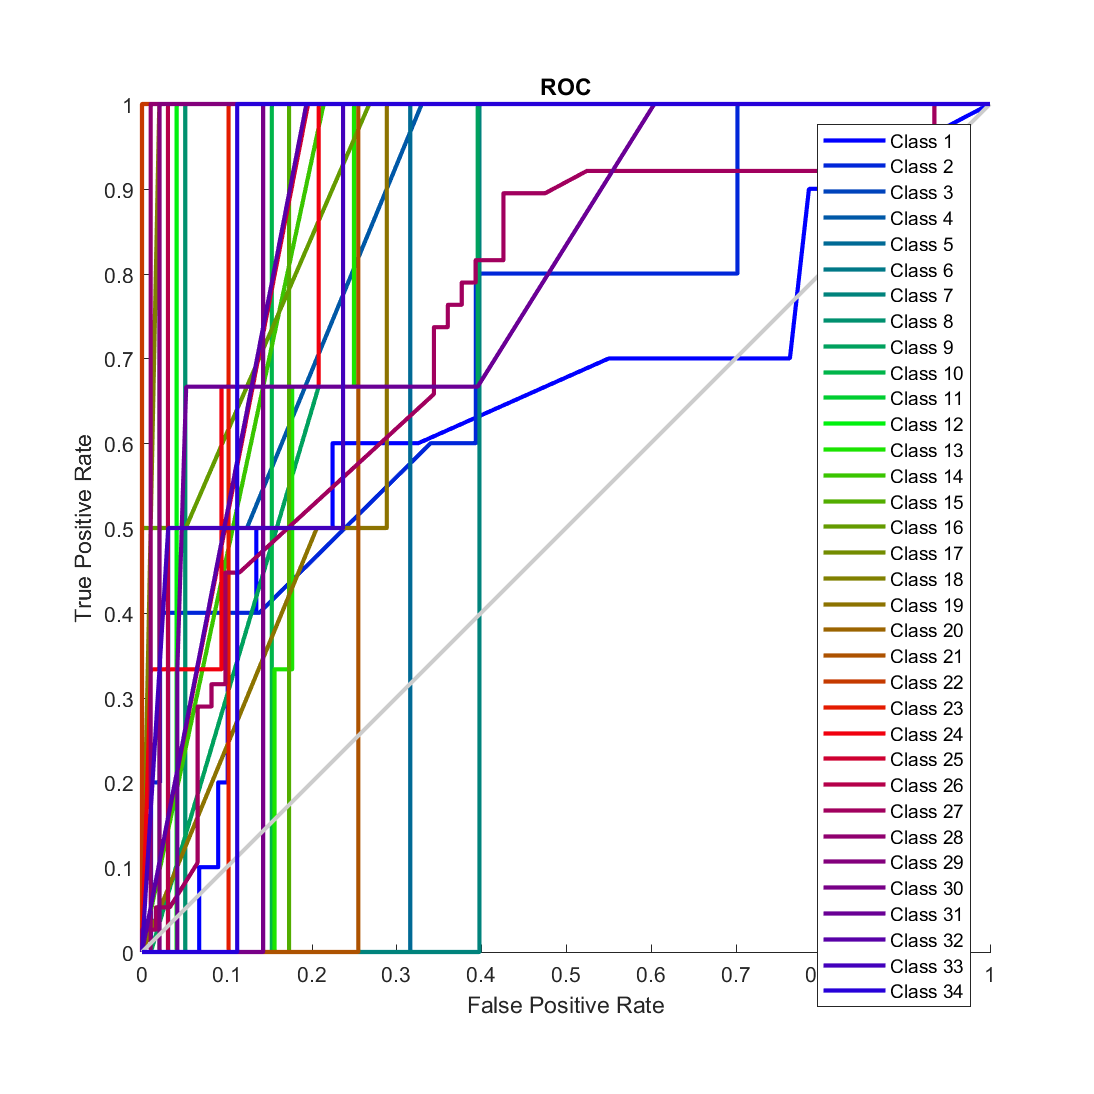 ROC
True Positive Rate
1
0.9
0.8
0.7
0.6
0.5
0.4
0.3
0.2
0.1
0
0 0.1 0.2 0.3 0.4 0.5 0.6 0.7 0 1
False Positive Rate
Class 1
Class 2
Class 3
Class 4
Class 5
Class 6
Class 7
Class 8
Class 9
Class 10
Class 11
Class 12
Class 13
Class 14
Class 15
Class 16
Class 17
Class 18
Class 19
Class 20
Class 21
Class 22
Class 23
Class 24
Class 25
Class 26
Class 27
Class 28
Class 29
Class 30
Class 31
Class 32
Class 33
Class 34